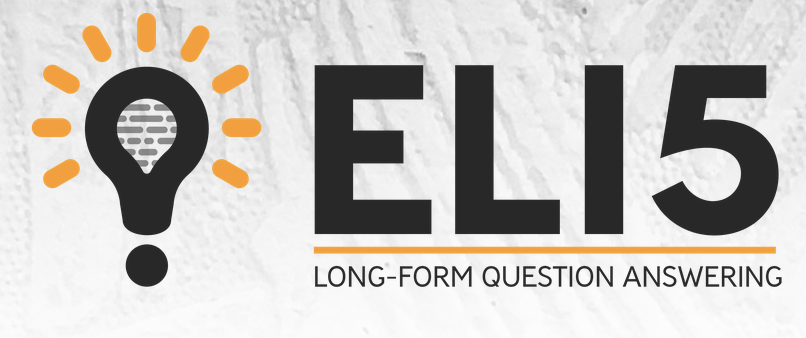 ELI5
LONG-FORM QUESTION ANSWERING